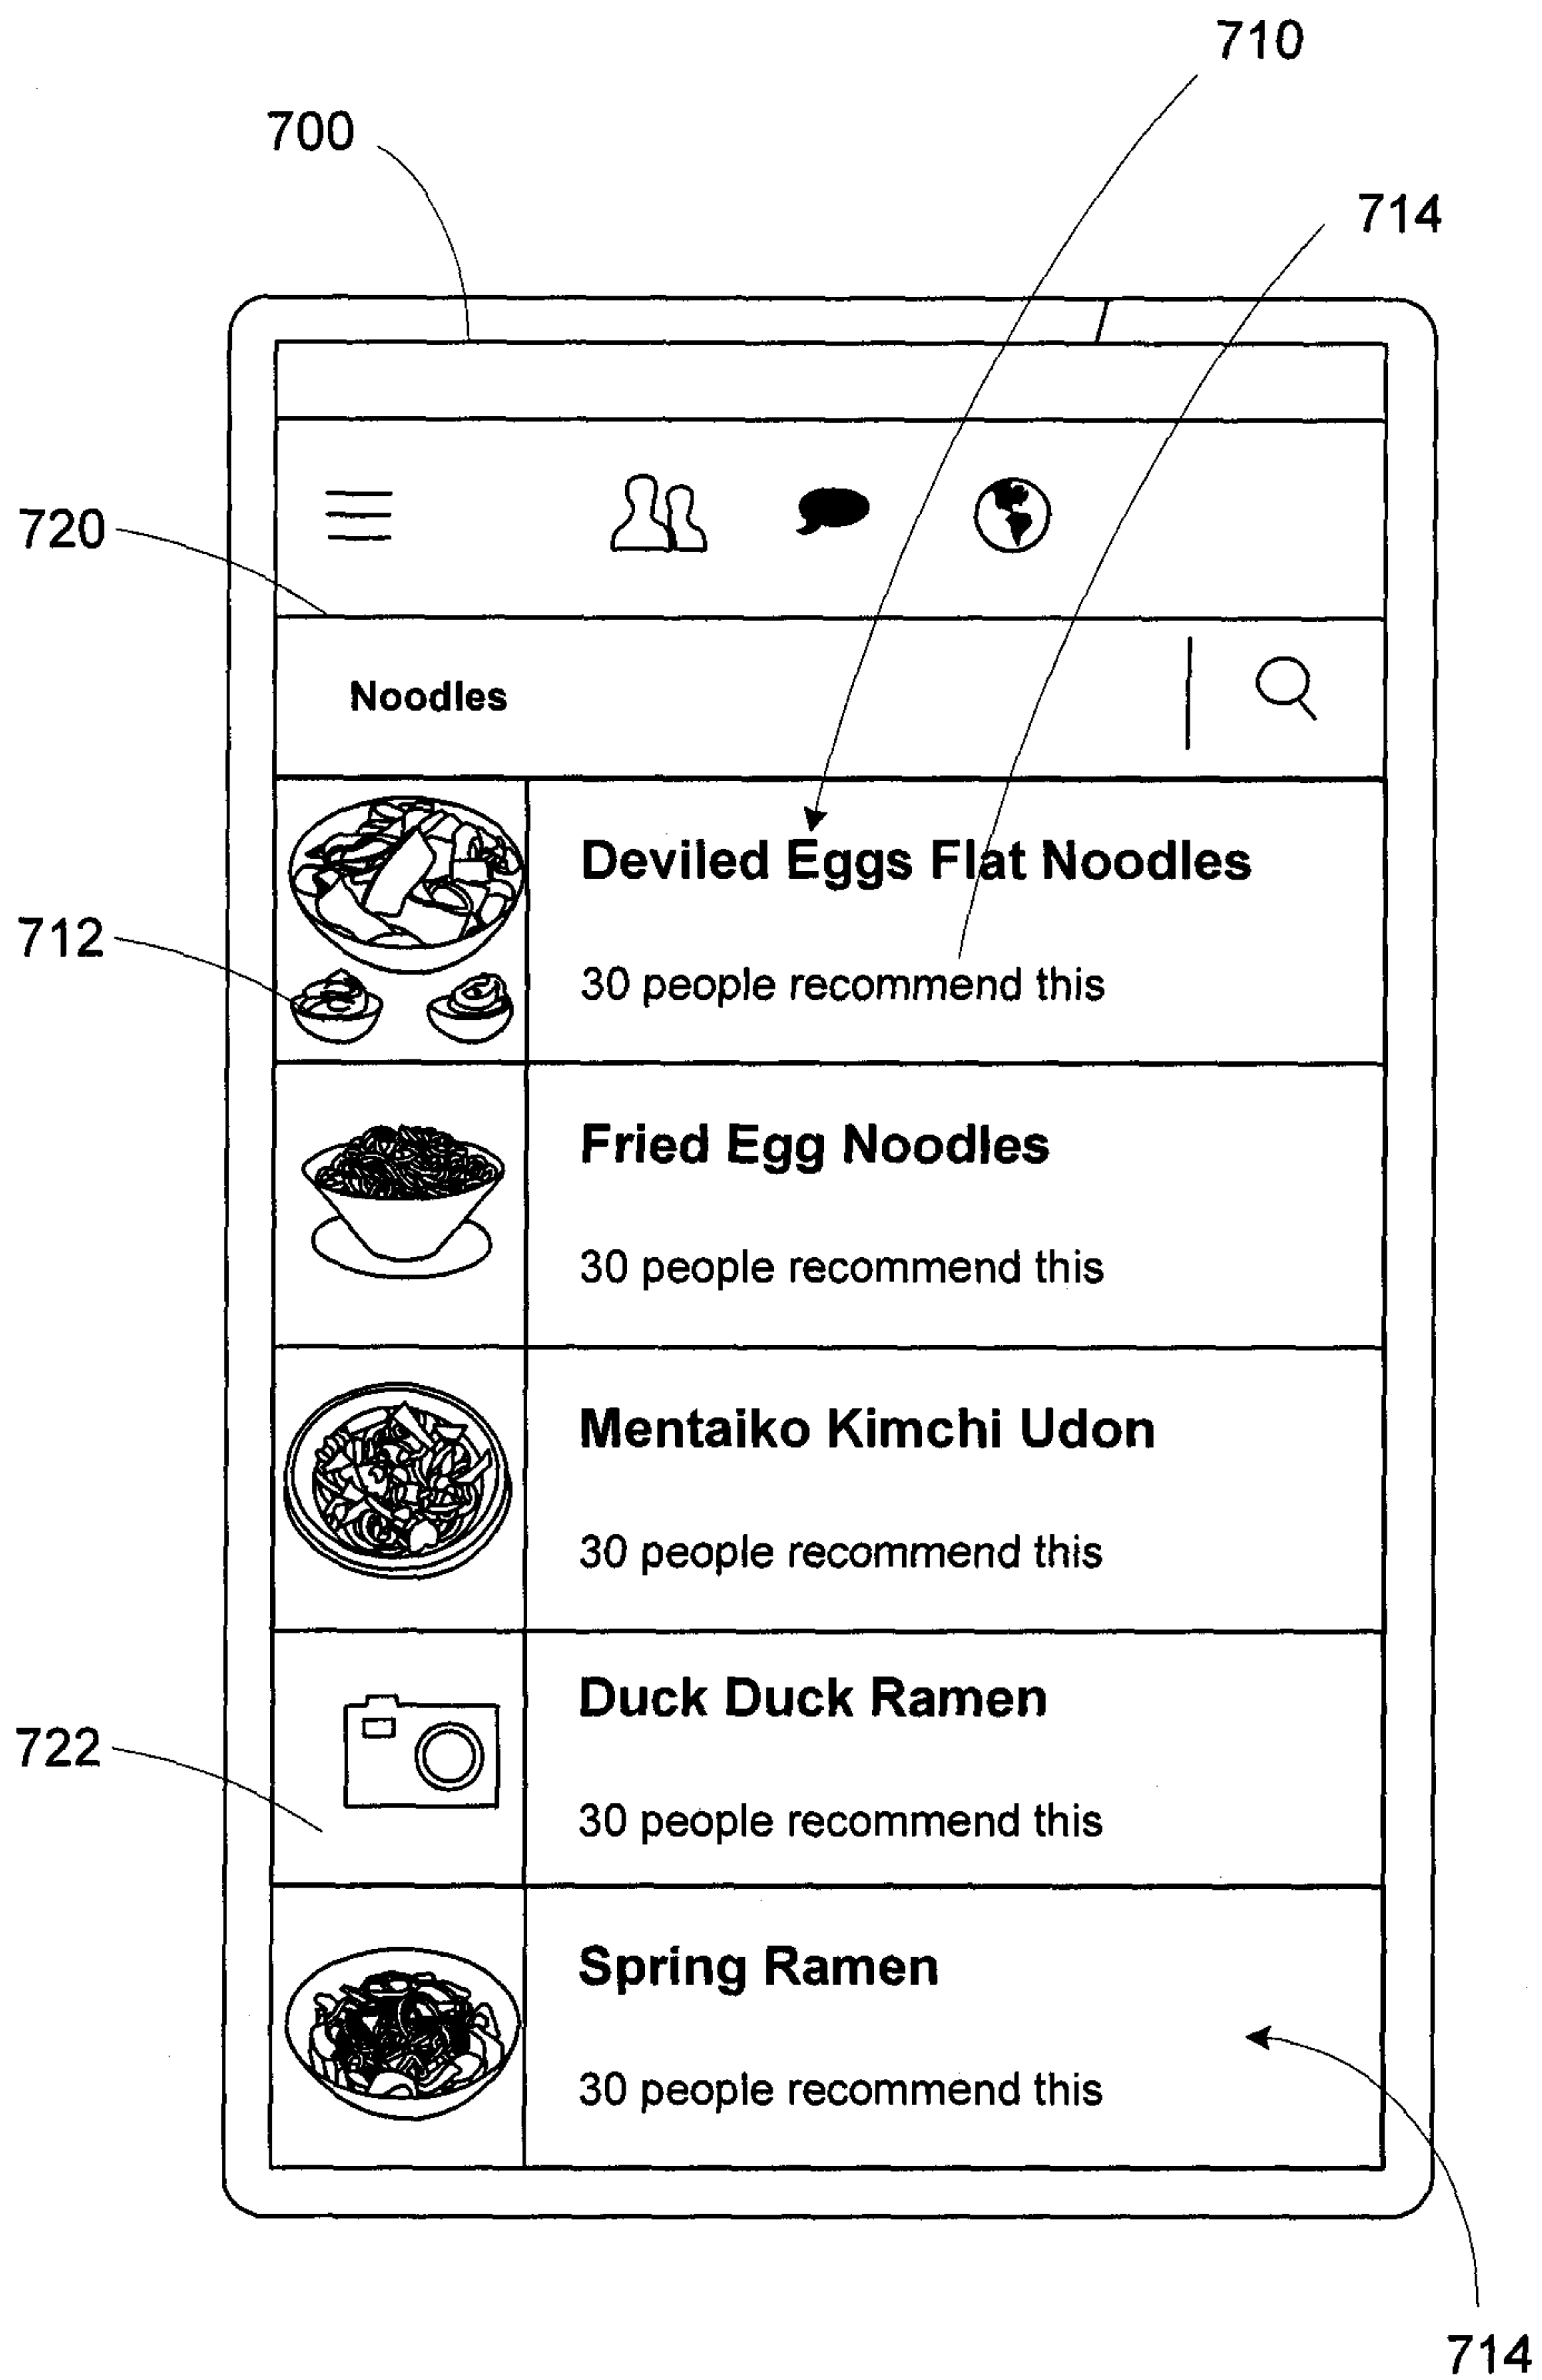 710
700
714
720
Noodles
Deviled Eggs Flat Noodles
712
30 people recommend this
Fried Egg Noodles
30 people recommend this
Mentaiko Kimchi Udon
30 people recommend this
Duck Duck Ramen
722
30 people recommend this
Spring Ramen
30 people recommend this
714